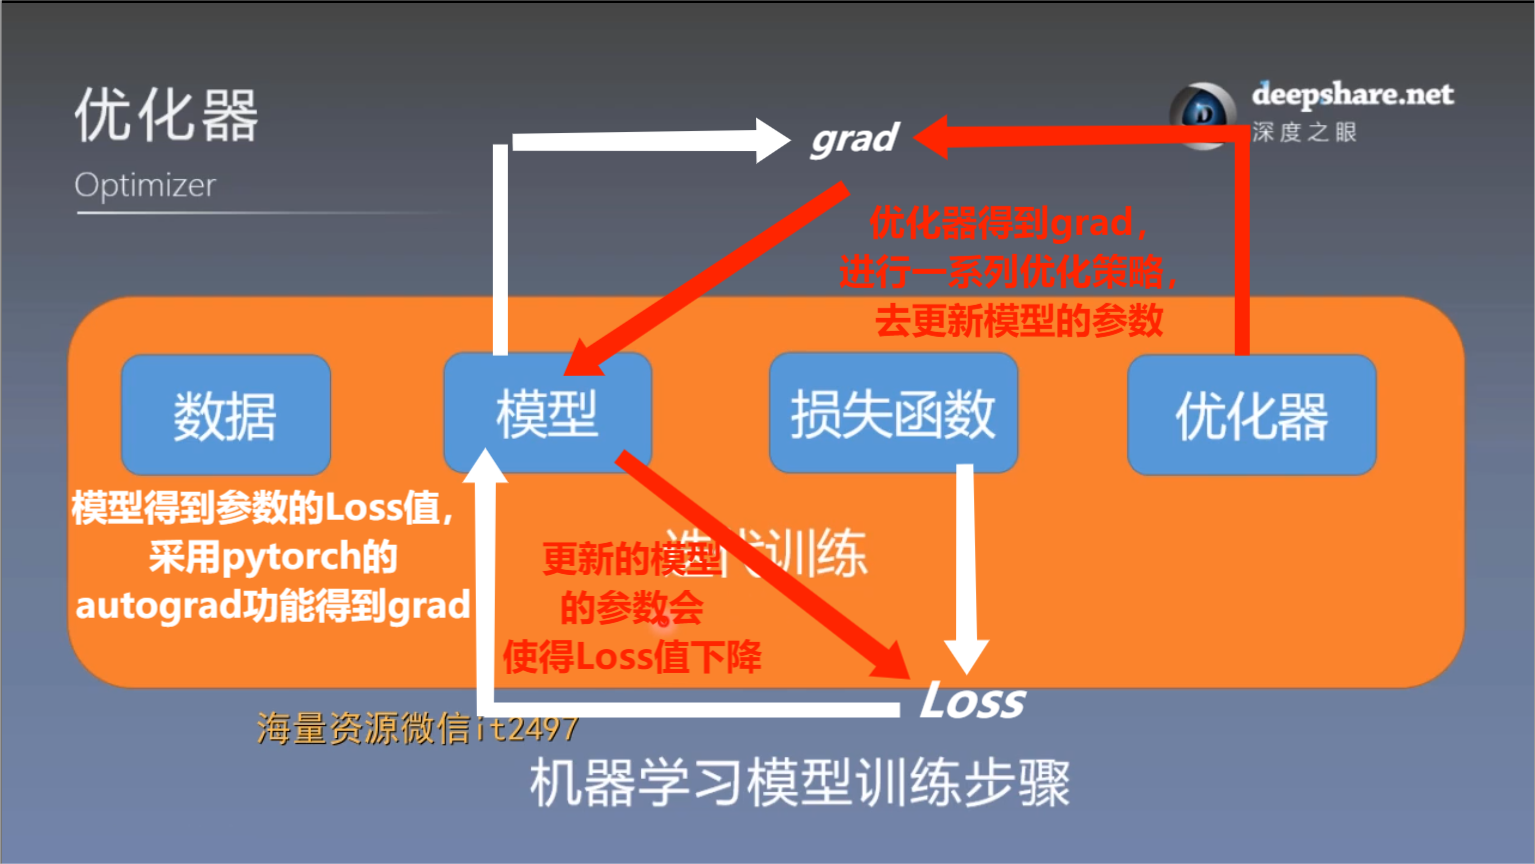 优化器
Optimizer
deepshare.net
深度之眼
grad
优化器得到grad，
进行一系列优化策略，
去更新模型的参数
数据
模型
损失函数
优化器
模型得到参数的Loss值，
采用pytorch的
autograd功能得到grad
迭代训练
更新的模型
的参数会
使得Loss值下降
Loss
海量资源微信it2497
机器学习模型训练步骤